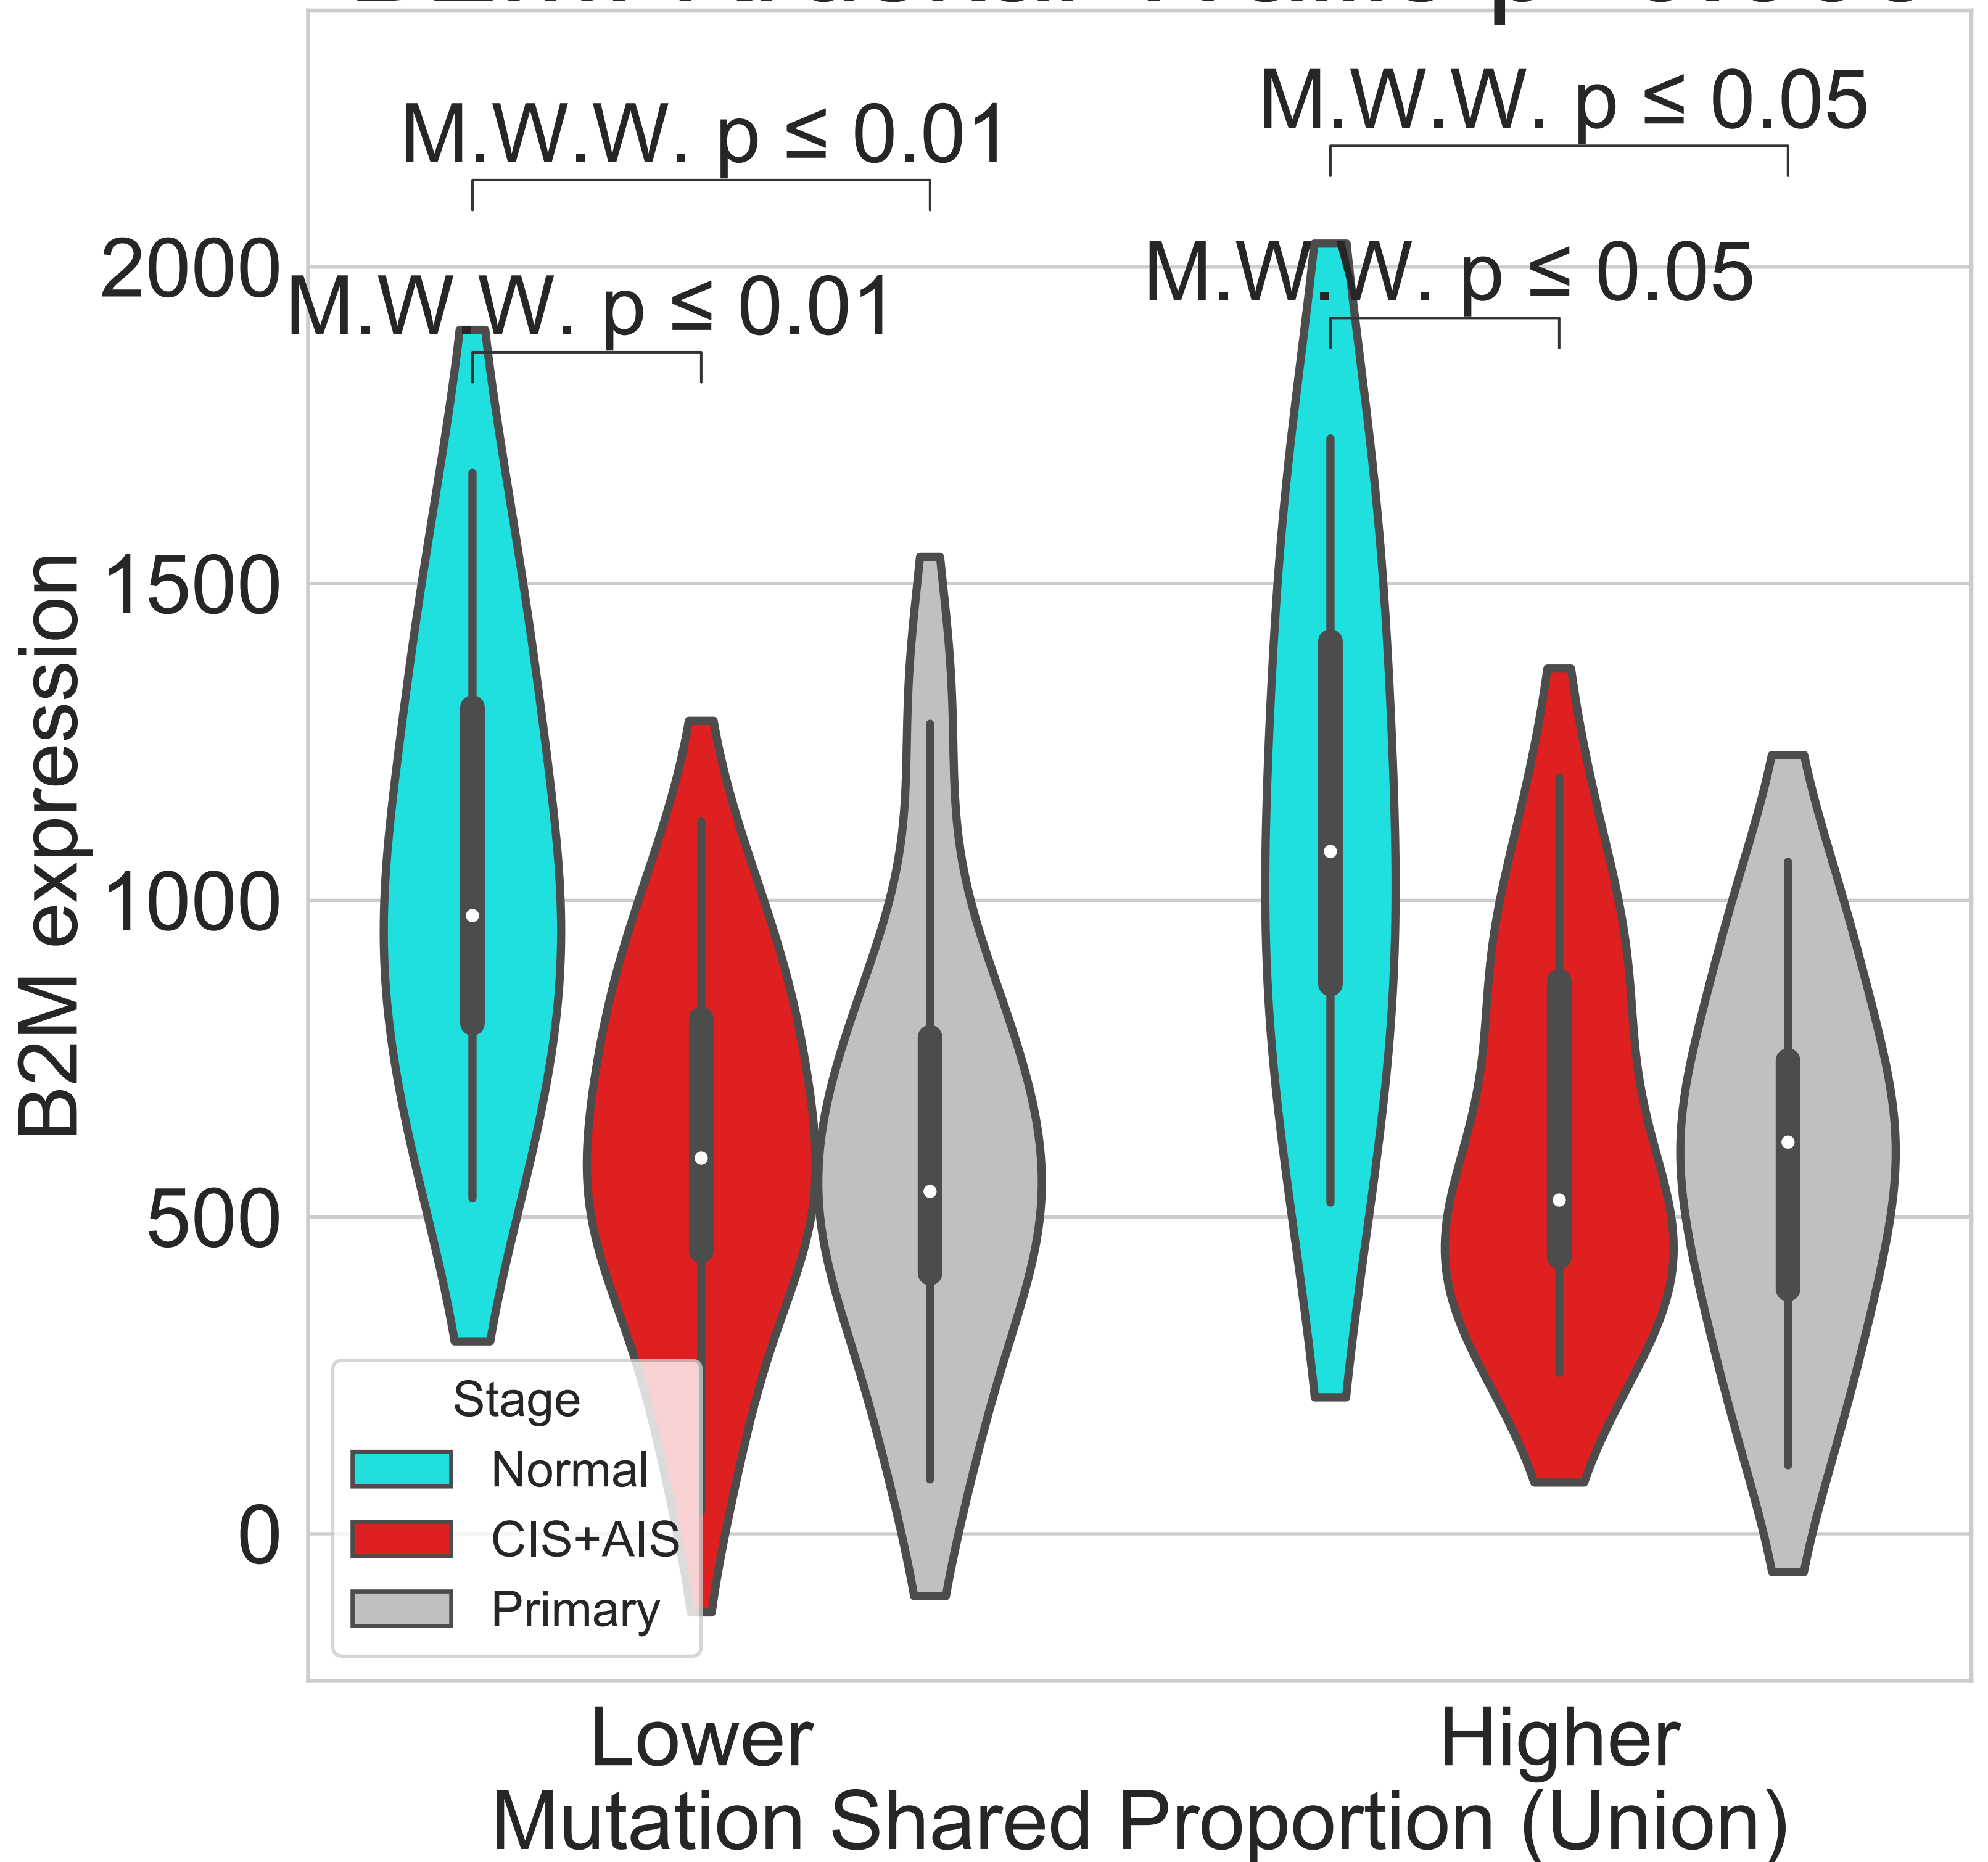 M.W.W. p ≤ 0.01
M.W.W. p ≤ 0.05
M.W.W. p ≤ 0.01
M.W.W. p ≤ 0.05
B2M expression
2000
1500
1000
500
0
Stage
Normal
CIS+AIS
Primary
Lower
Higher
Mutation Shared Proportion (Union)